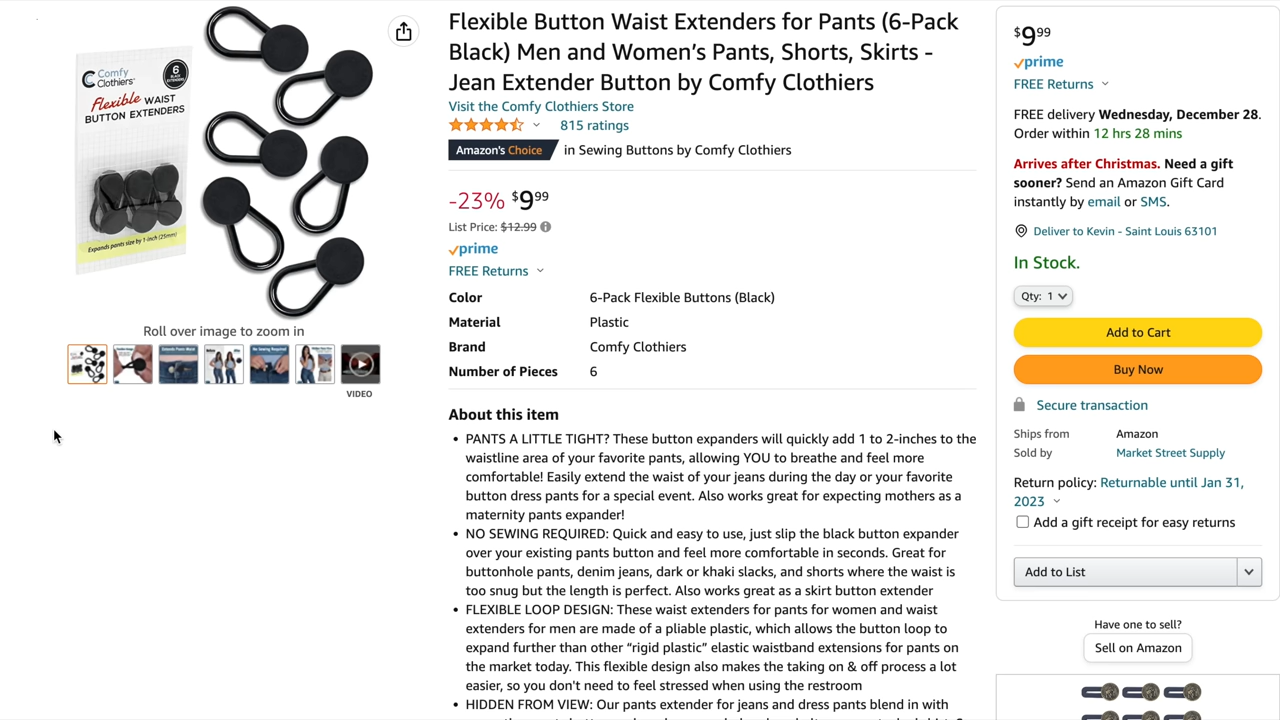 Comfy
Clothiers™
6
BLACK
EXTENDERS
Flexible WAIST
BUTTON EXTENDERS
Expands pants size by 1-inch (25mm)
Roll over image to zoom in
VIDEO
Flexible Button Waist Extenders for Pants (6-Pack
Black) Men and Women’s Pants, Shorts, Skirts -
Jean Extender Button by Comfy Clothiers
Visit the Comfy Clothiers Store
815 ratings
Amazon's Choice in Sewing Buttons by Comfy Clothiers
-23% $999
List Price: $12.99
prime
FREE Returns
Color 6-Pack Flexible Buttons (Black)
Material Plastic
Brand Comfy Clothiers
Number of Pieces 6
About this item
• PANTS A LITTLE TIGHT? These button expanders will quickly add 1 to 2-inches to the
waistline area of your favorite pants, allowing YOU to breathe and feel more
comfortable! Easily extend the waist of your jeans during the day or your favorite
button dress pants for a special event. Also works great for expecting mothers as a
maternity pants expander!
• NO SEWING REQUIRED: Quick and easy to use, just slip the black button expander
over your existing pants button and feel more comfortable in seconds. Great for
buttonhole pants, denim jeans, dark or khaki slacks, and shorts where the waist is
too snug but the length is perfect. Also works great as a skirt button extender
• FLEXIBLE LOOP DESIGN: These waist extenders for pants for women and waist
extenders for men are made of a pliable plastic, which allows the button loop to
expand further than other “rigid plastic” elastic waistband extensions for pants on
the market today. This flexible design also makes the taking on & off process a lot
easier, so you don't need to feel stressed when using the restroom
• HIDDEN FROM VIEW: Our pants extender for jeans and dress pants blend in with
$999
prime
FREE Returns
FREE delivery Wednesday, December 28.
Order within 12 hrs 28 mins
Arrives after Christmas. Need a gift
sooner? Send an Amazon Gift Card
instantly by email or SMS.
Deliver to Kevin - Saint Louis 63101
In Stock.
Qty: 1
Add to Cart
Buy Now
Secure transaction
Ships from Amazon
Sold by Market Street Supply
Return policy: Returnable until Jan 31,
2023
Add a gift receipt for easy returns
Add to List
Have one to sell?
Sell on Amazon